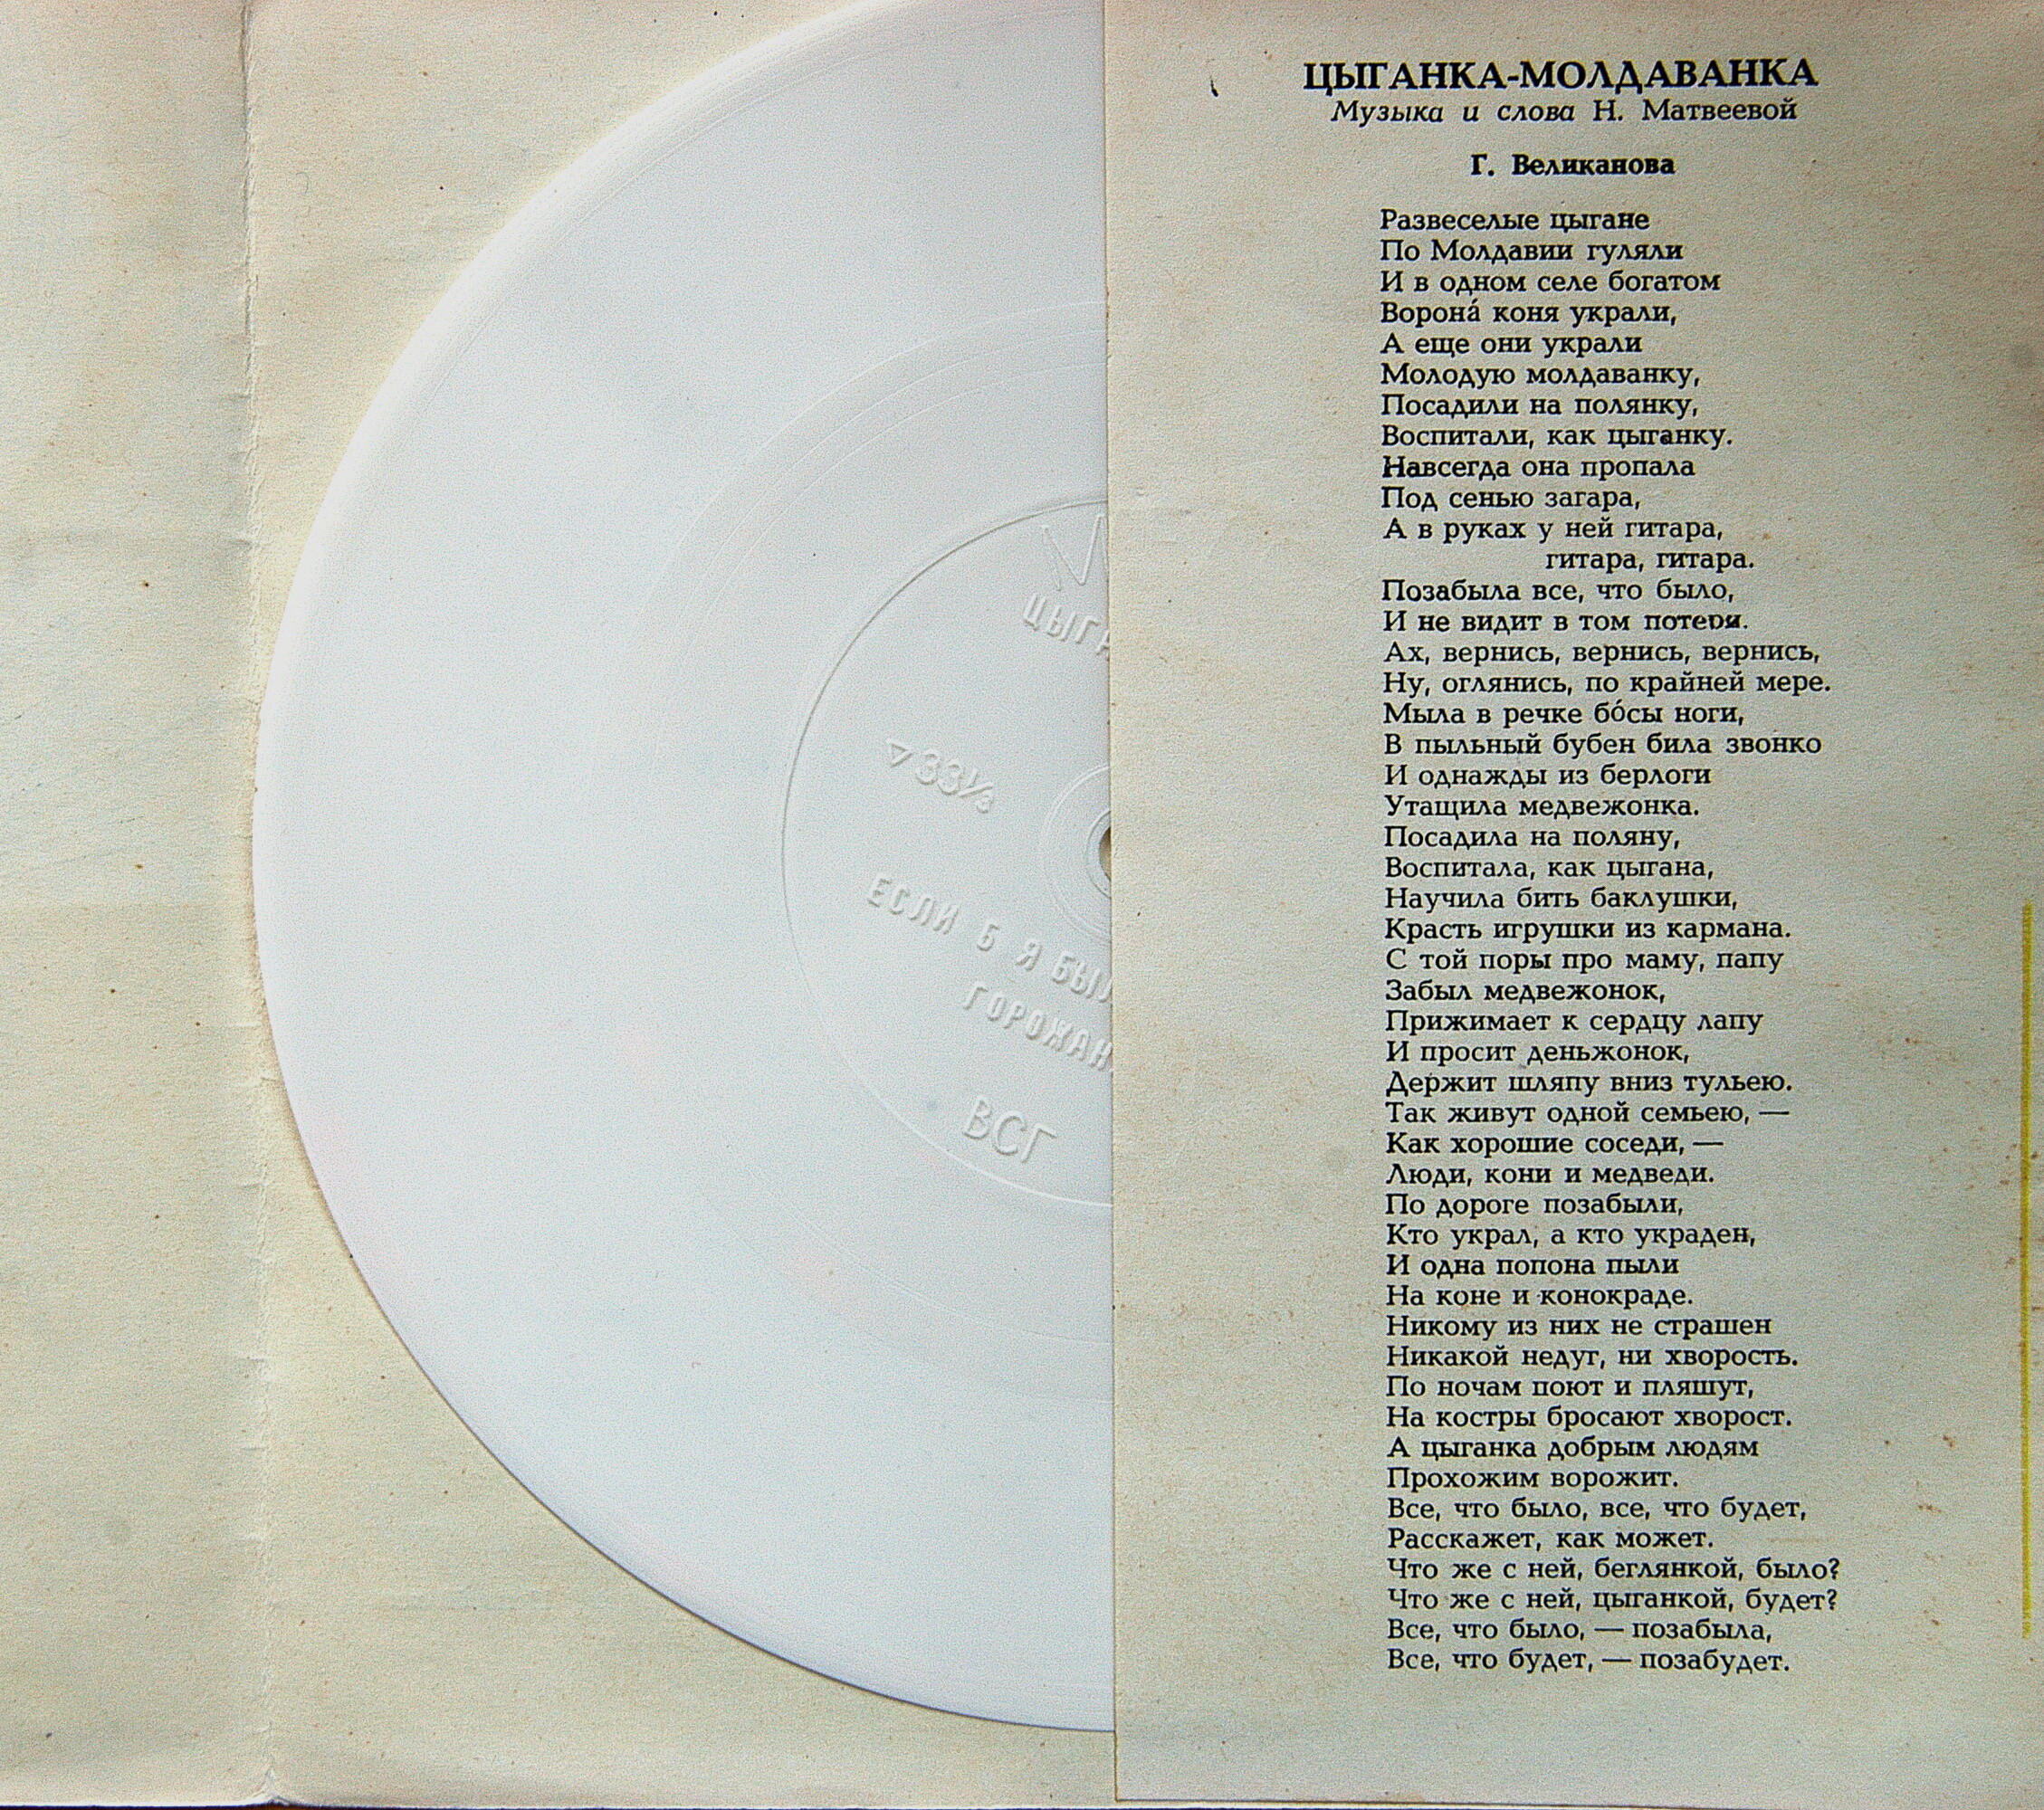 ЦЫГА
▽ 33⅓
ЕСЛИ Б Я
ВСГ
ЦЫГАНКА-МОЛДАВАНКА
Музыка и слова Н. Матвеевой
Г. Великанова
Развеселые цыгане
По Молдавии гуляли
И в одном селе богатом
Ворона́ коня украли,
А еще они украли
Молодую молдаванку,
Посадили на полянку,
Воспитали, как цыганку.
Навсегда она пропала
Под сенью загара,
А в руках у ней гитара,
гитара, гитара.
Позабыла все, что было,
И не видит в том потери.
Ах, вернись, вернись, вернись,
Ну, оглянись, по крайней мере.
Мыла в речке бо́сы ноги,
В пыльный бубен била звонко
И однажды из берлоги
Утащила медвежонка.
Посадила на поляну,
Воспитала, как цыгана,
Научила бить баклушки,
Красть игрушки из кармана.
С той поры про маму, папу
Забыл медвежонок,
Прижимает к сердцу лапу
И просит деньжонок,
Держит шляпу вниз тульею.
Так живут одной семьею, —
Как хорошие соседи, —
Люди, кони и медведи.
По дороге позабыли,
Кто украл, а кто украден,
И одна попона пыли
На коне и конокраде.
Никому из них не страшен
Никакой недуг, ни хворость.
По ночам поют и пляшут,
На костры бросают хворост.
А цыганка добрым людям
Прохожим ворожит.
Все, что было, все, что будет,
Расскажет, как может.
Что же с ней, беглянкой, было?
Что же с ней, цыганкой, будет?
Все, что было, — позабыла,
Все, что будет, — позабудет.